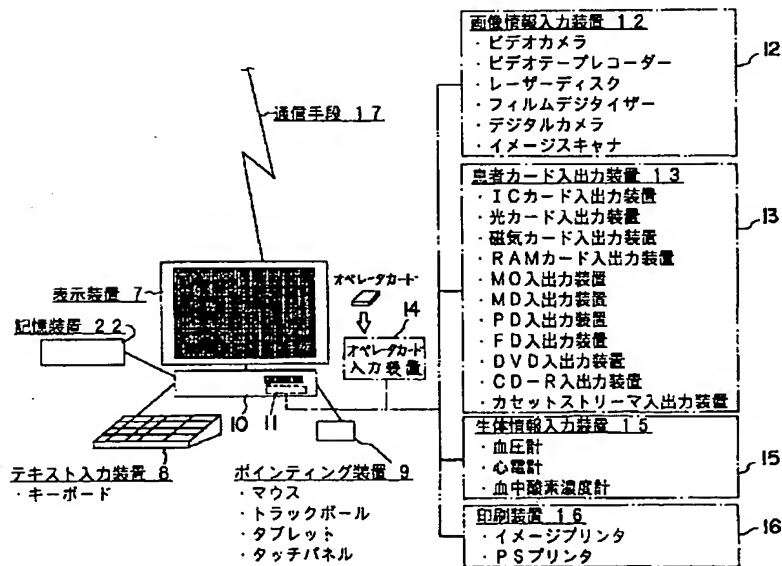 通信手段 17
表示装置 7
記憶装置 22
オペレータカード
14
オペレータカード
入力装置
10
11
テキスト入力装置 8
・キーボード
ポインティング装置 9
・マウス
・トラックボール
・タブレット
・タッチパネル
画像情報入力装置 12
・ビデオカメラ
・ビデオテープレコーダー
・レーザーディスク
・フィルムデジタイザー
・デジタルカメラ
・イメージスキャナ
12
患者カード入出力装置 13
・ICカード入出力装置
・光カード入出力装置
・磁気カード入出力装置
・RAMカード入出力装置
・MO入出力装置
・MD入出力装置
・PD入出力装置
・FD入出力装置
・DVD入出力装置
・CD-R入出力装置
・カセットストリーマ入出力装置
13
生体情報入力装置 15
・血圧計
・心電計
・血中酸素濃度計
15
印刷装置 16
・イメージプリンタ
・PSプリンタ
16